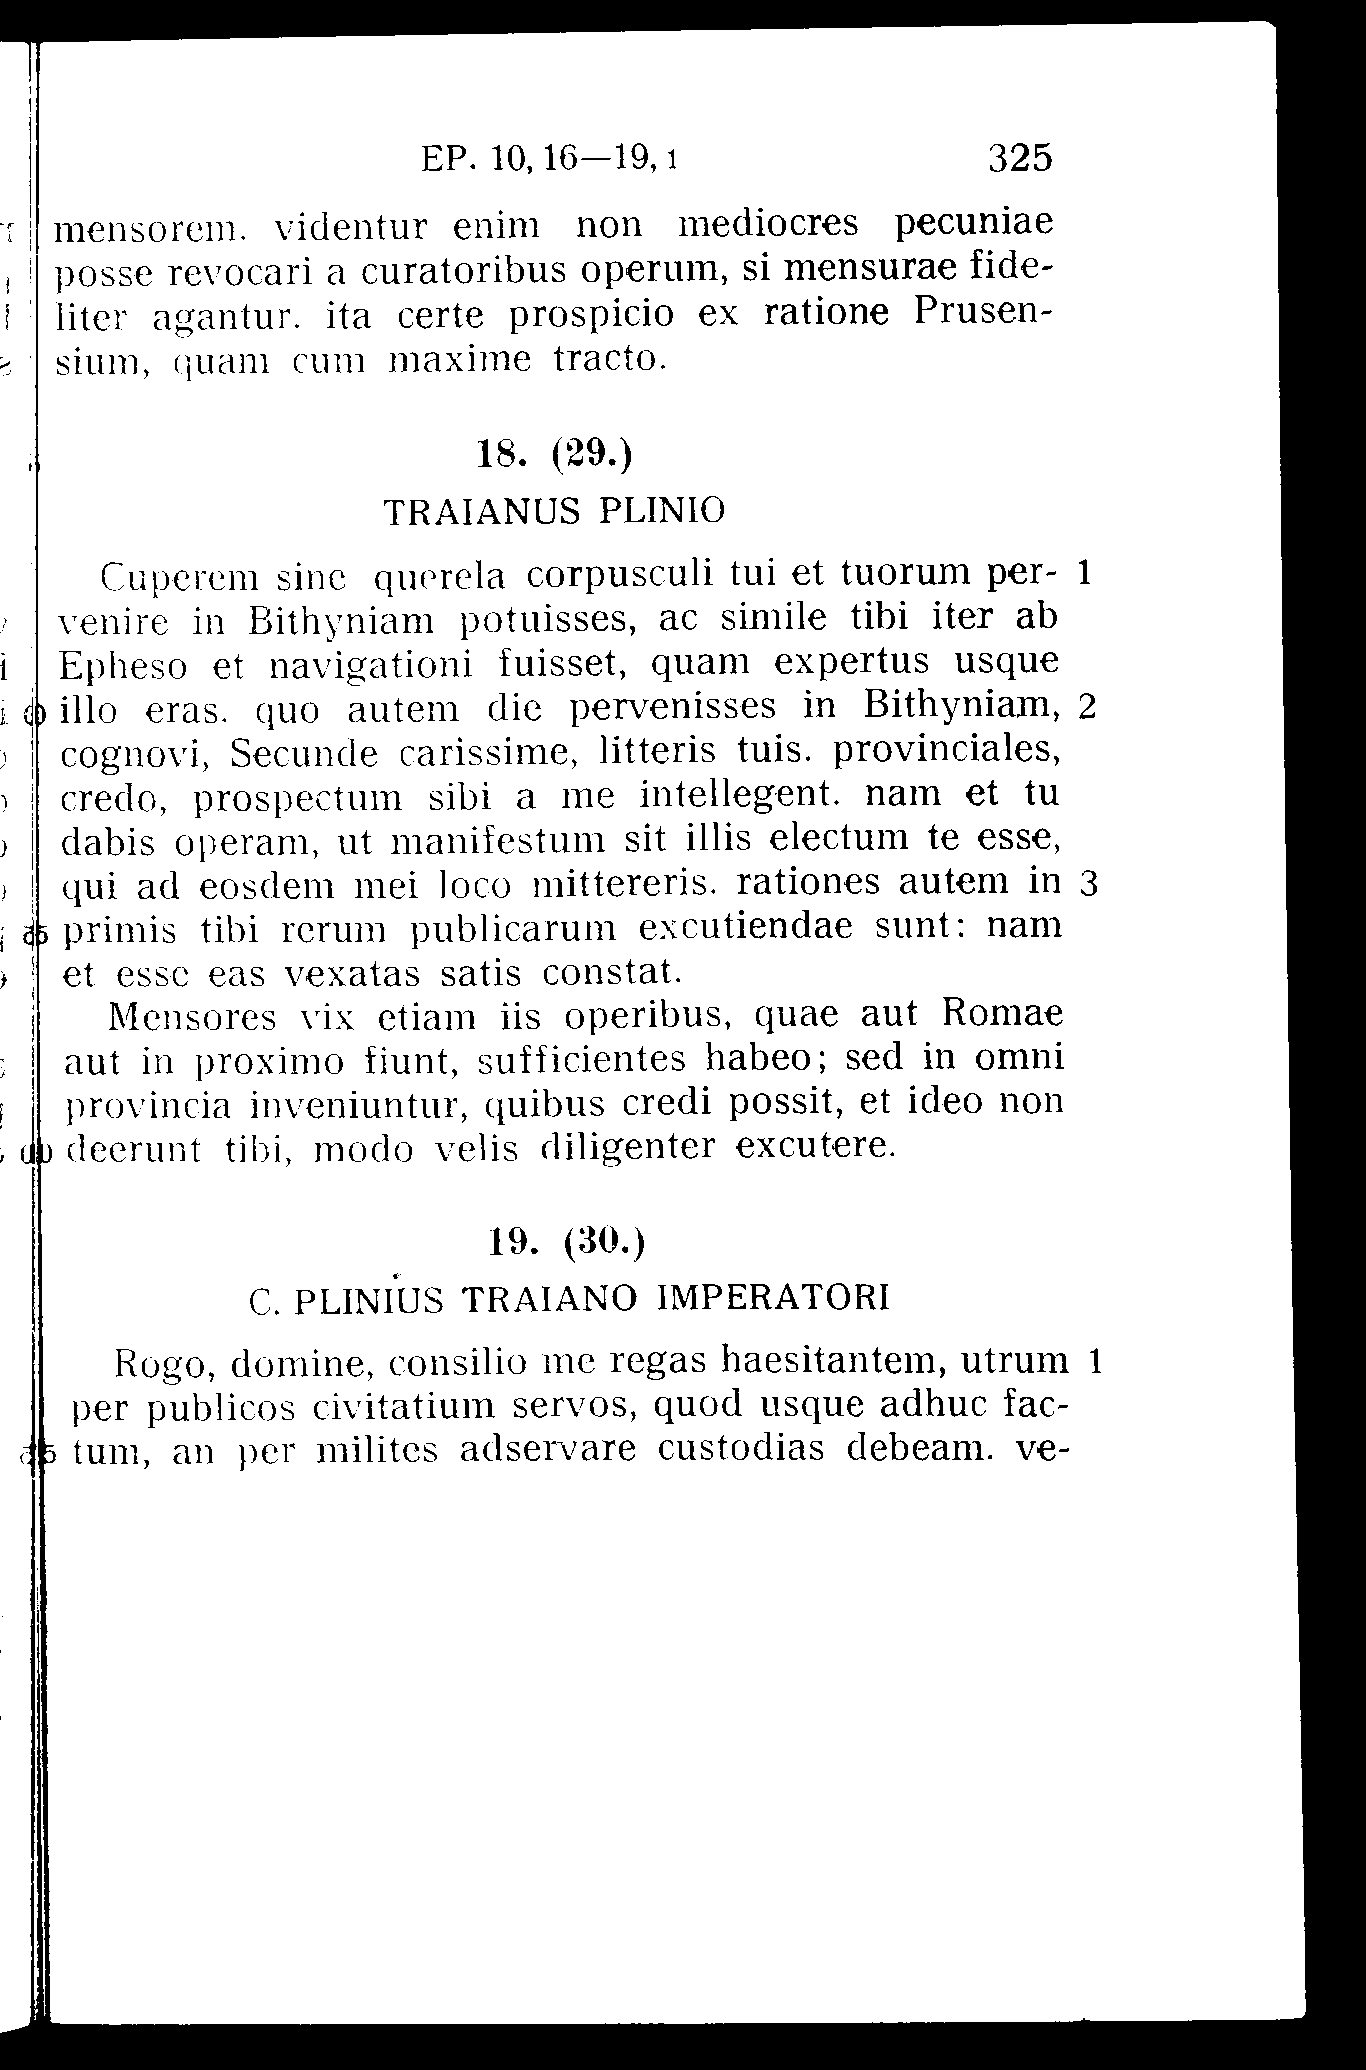 EP. 10, 16—19, 1 325
mensorem. videntur enim non mediocres pecuniae
posse revocari a curatoribus operum, si mensurae fide-
liter agantur. ita certe prospicio ex ratione Prusen-
sium, quam cum maxime tracto.
18. (29.)
TRAIANUS PLINIO
Cuperem sine querela corpusculi tui et tuorum per- 1
venire in Bithyniam potuisses, ac simile tibi iter ab
Epheso et navigationi fuisset, quam expertus usque
illo eras. quo autem die pervenisses in Bithyniam, 2
cognovi, Secunde carissime, litteris tuis. provinciales,
credo, prospectum sibi a me intellegent. nam et tu
dabis operam, ut manifestum sit illis electum te esse,
qui ad eosdem mei loco mittereris. rationes autem in 3
primis tibi rerum publicarum excutiendae sunt: nam
et esse eas vexatas satis constat.
Mensores vix etiam iis operibus, quae aut Romae
aut in proximo fiunt, sufficientes habeo; sed in omni
provincia inveniuntur, quibus credi possit, et ideo non
deerunt tibi, modo velis diligenter excutere.
19. (30.)
C. PLINIUS TRAIANO IMPERATORI
Rogo, domine, consilio me regas haesitantem, utrum 1
per publicos civitatium servos, quod usque adhuc fac-
tum, an per milites adservare custodias debeam. ve-